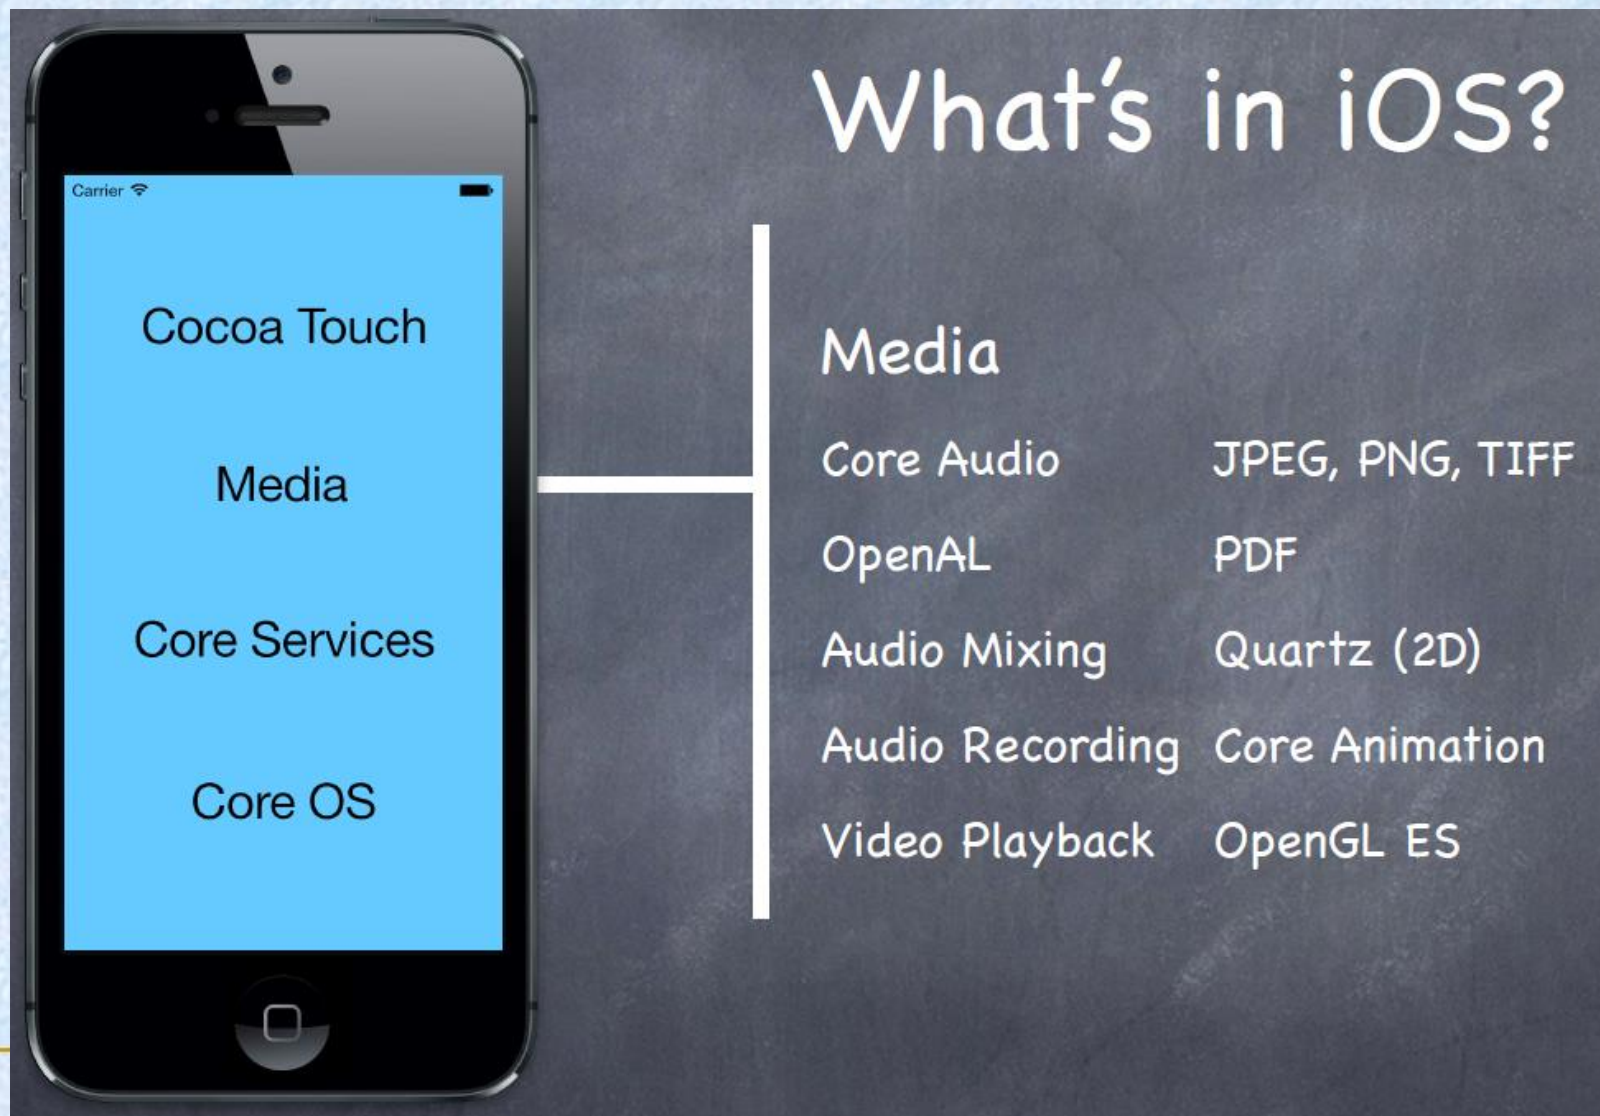 What's in iOS?
Carrier
Cocoa Touch
Media
Core Services
Core OS
Media
Core Audio
OpenAL
Audio Mixing
Audio Recording
Video Playback
JPEG, PNG, TIFF
PDF
Quartz (2D)
Core Animation
OpenGL ES